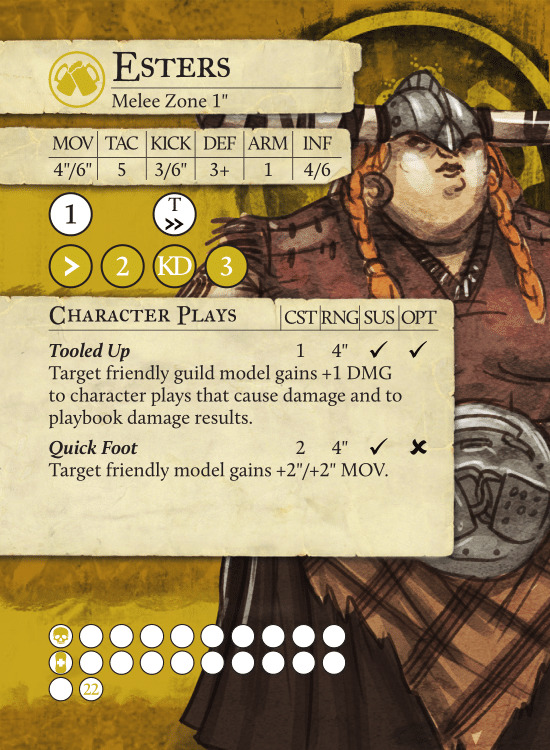 Esters
Melee Zone 1"
MOV TAC KICK DEF ARM INF
4"/6" 5 3/6" 3+ 1 4/6
1 T >>
> 2 KD 3
Character Plays CST RNG SUS OPT
Tooled Up 1 4" ✓ ✓
Target friendly guild model gains +1 DMG
to character plays that cause damage and to
playbook damage results.
Quick Foot 2 4" ✓ ✘
Target friendly model gains +2"/+2" MOV.
22